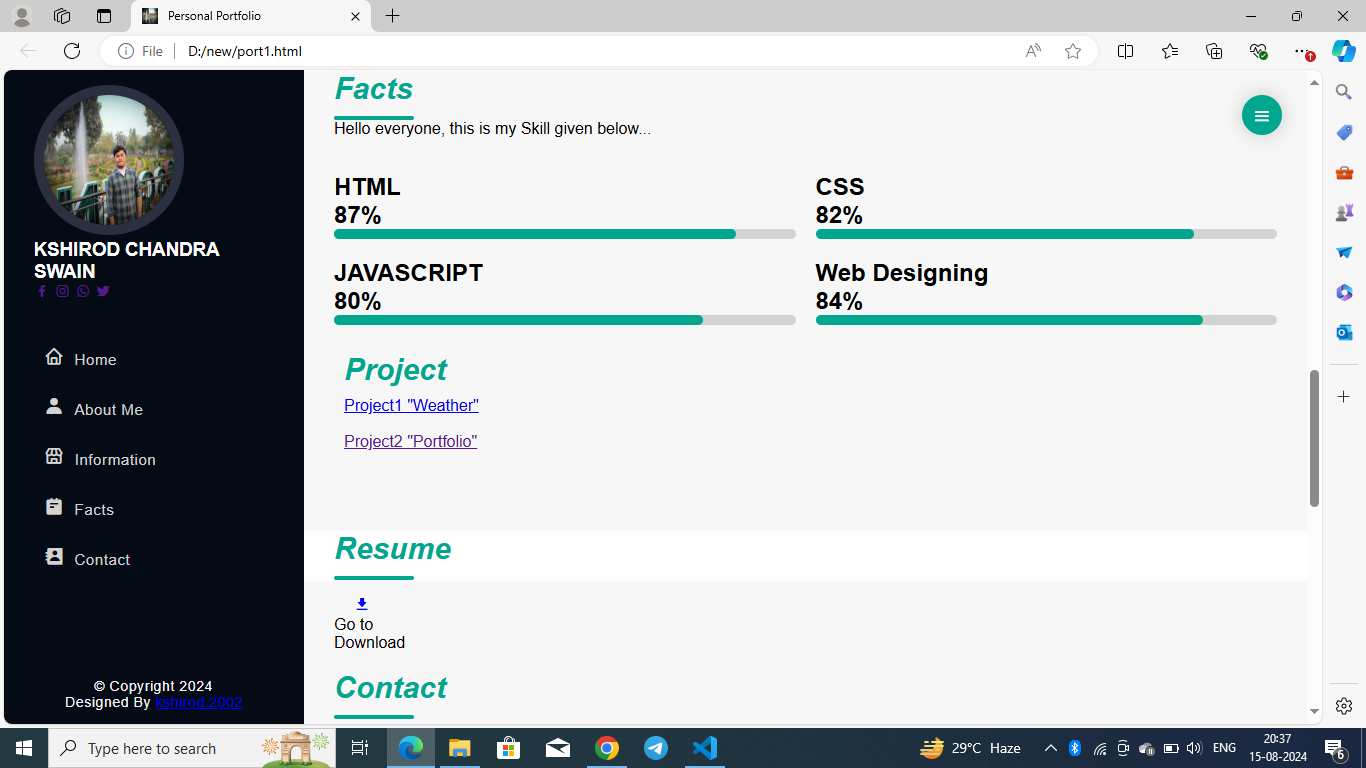 Personal Portfolio
File
D:/new/port1.html
KSHIROD CHANDRA
SWAIN
Home
About Me
Information
Facts
Contact
© Copyright 2024
Designed By kshirod.2002
Facts
Hello everyone, this is my Skill given below...
HTML
87%
CSS
82%
JAVASCRIPT
80%
Web Designing
84%
Project
Project1 "Weather"
Project2 "Portfolio"
Resume
Go to
Download
Contact
Type here to search
29°C Haze
ENG
20:37
15-08-2024
6